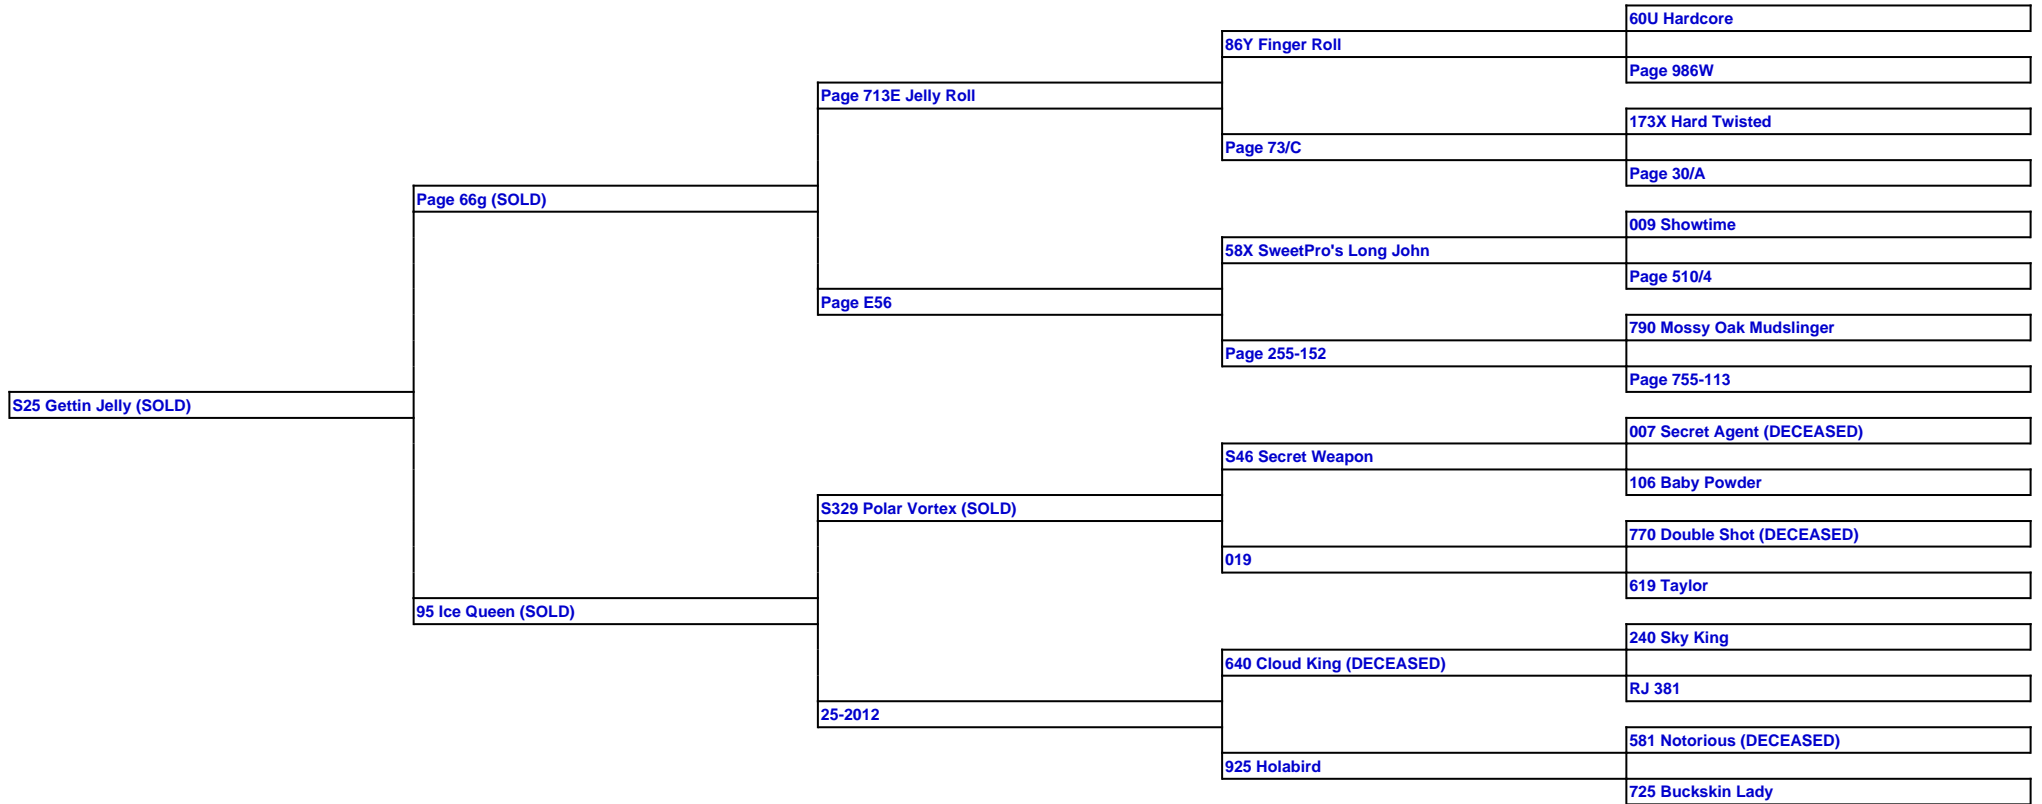 60U Hardcore
86Y Finger Roll
Page 986W
Page 713E Jelly Roll
173X Hard Twisted
Page 73/C
Page 30/A
Page 66g (SOLD)
009 Showtime
58X SweetPro's Long John
Page 510/4
Page E56
790 Mossy Oak Mudslinger
Page 255-152
Page 755-113
S25 Gettin Jelly (SOLD)
007 Secret Agent (DECEASED)
S46 Secret Weapon
106 Baby Powder
S329 Polar Vortex (SOLD)
770 Double Shot (DECEASED)
019
619 Taylor
95 Ice Queen (SOLD)
240 Sky King
640 Cloud King (DECEASED)
RJ 381
25-2012
581 Notorious (DECEASED)
925 Holabird
725 Buckskin Lady